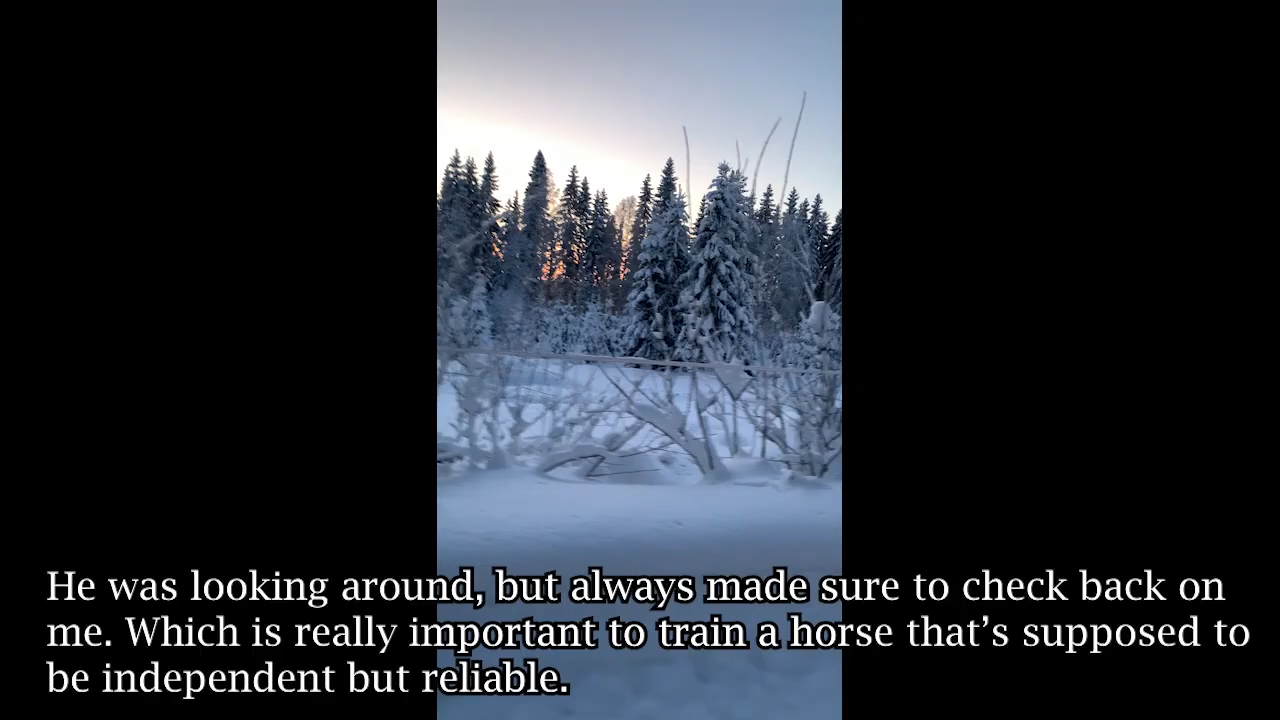 He was looking around, but always made sure to check back on
me. Which is really important to train a horse that’s supposed to
be independent but reliable.